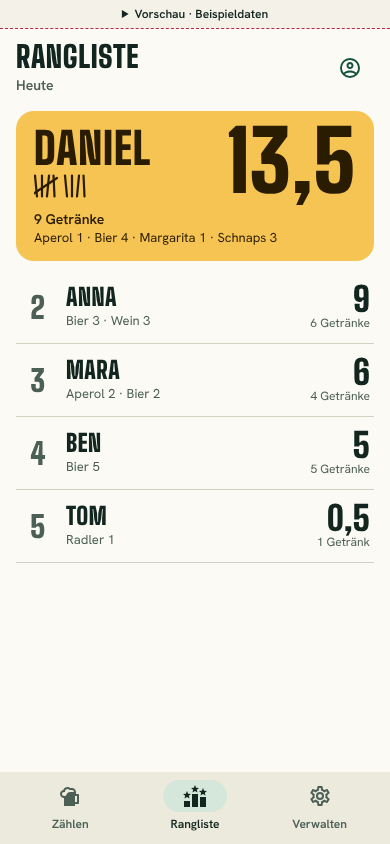 ▶ Vorschau · Beispieldaten
RANGLISTE
Heute
DANIEL
13,5
9 Getränke
Aperol 1 · Bier 4 · Margarita 1 · Schnaps 3
2 ANNA 9
Bier 3 · Wein 3 6 Getränke
3 MARA 6
Aperol 2 · Bier 2 4 Getränke
4 BEN 5
Bier 5 5 Getränke
5 TOM 0,5
Radler 1 1 Getränk
Zählen Rangliste Verwalten